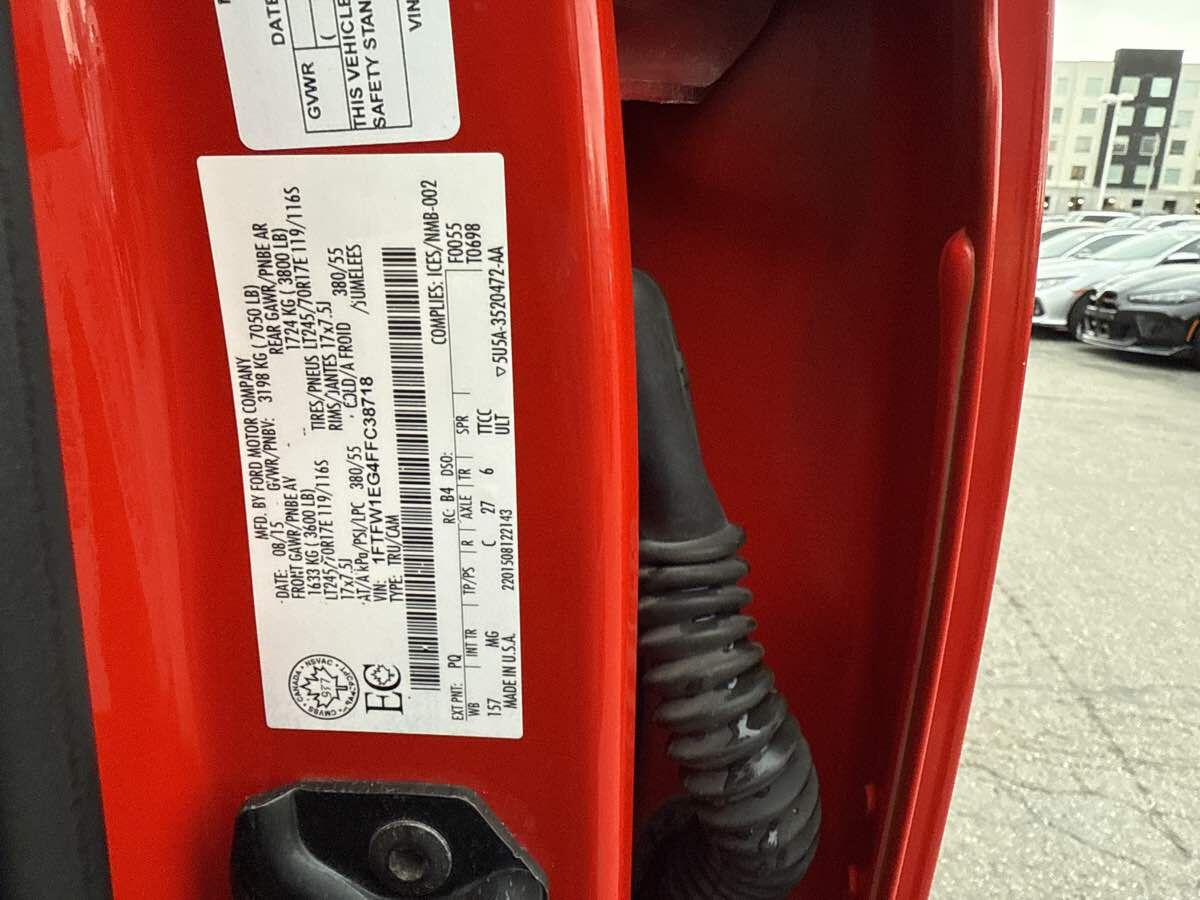 DATE
GVWR (
THIS VEHICLE
SAFETY STAN
VIN
MFD. BY FORD MOTOR COMPANY
DATE: 08/15 GVWR/PNBV: 3198 KG ( 7050 LB)
FRONT GAWR/PNBE AV REAR GAWR/PNBE AR
1633 KG ( 3600 LB) 1724 KG ( 3800 LB)
LT245/70R17E 119/116S TIRES/PNEUS LT245/70R17E 119/116S
17x7.5J RIMS/JANTES 17x7.5J
AT/A kPa/PSI/LPC 380/55 COLD/A FROID 380/55
VIN: 1FTFW1EG4FFC38718 /JUMELEES
TYPE: TRU/CAM
CANADA NSVAC CMVSS
977
EC
COMPLIES: ICES/NMB-002
EXT PNT: PQ RC: B4 DSO: F0055
WB INT TR TP/PS R AXLE TR SPR T0698
157 MG C 27 6 TTCC
MADE IN U.S.A. 2201508122143 ULT ▽5U5A-3520472-AA